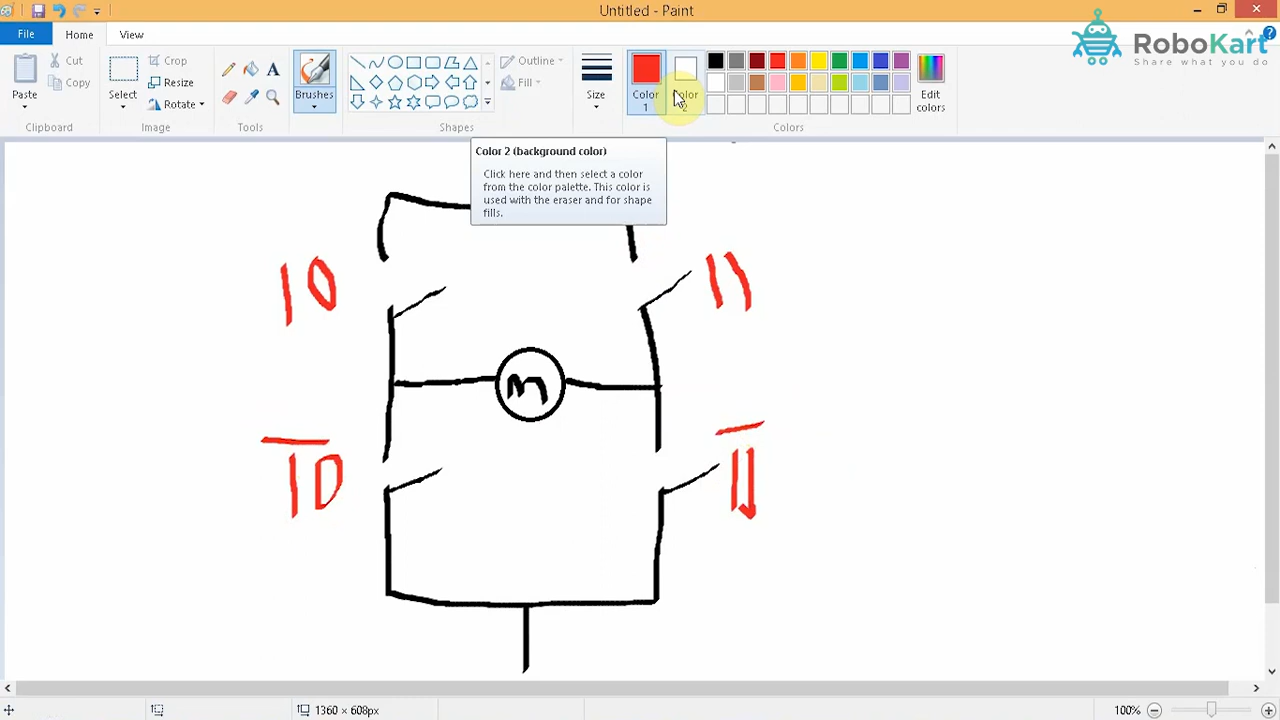 Untitled - Paint
File
Home
View
RoboKart
Share what you do
Paste
Cut
Copy
Clipboard
Select
Crop
Resize
Rotate
Image
A
Tools
Brushes
Outline
Fill
Shapes
Size
Color 1
Color 2
Edit colors
Colors
Color 2 (background color)
Click here and then select a color
from the color palette. This color is
used with the eraser and for shape
fills.
10
11
m
10
11
1360 × 608px
100%